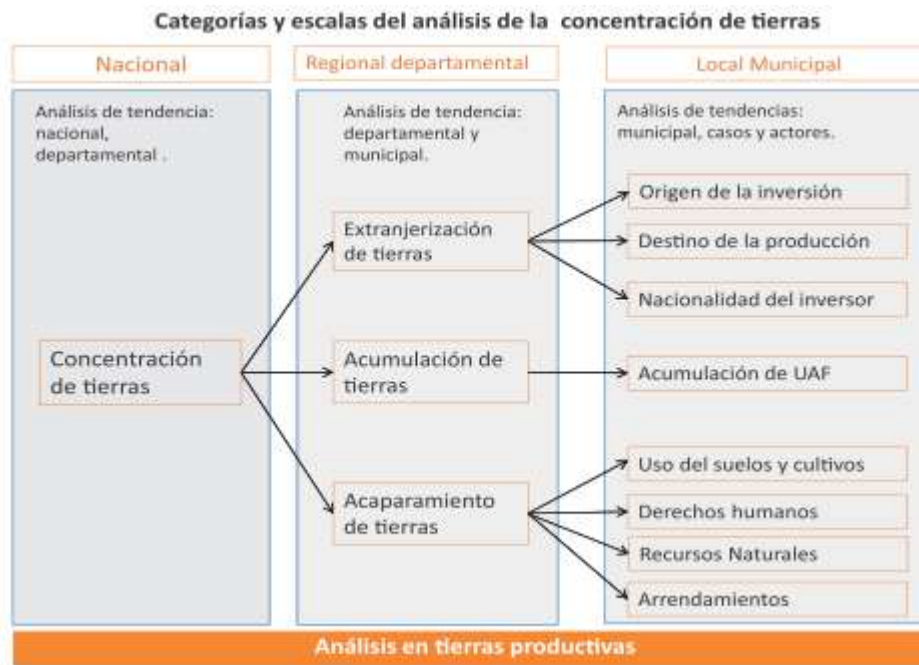 Categorías y escalas del análisis de la concentración de tierras
Nacional
Regional departamental
Local Municipal
Análisis de tendencia:
nacional,
departamental .
Análisis de tendencia:
departamental y
municipal.
Análisis de tendencias:
municipal, casos y actores.
Concentración
de tierras
Extranjerización
de tierras
Acumulación de
tierras
Acaparamiento
de tierras
Origen de la inversión
Destino de la producción
Nacionalidad del inversor
Acumulación de UAF
Uso del suelos y cultivos
Derechos humanos
Recursos Naturales
Arrendamientos
Análisis en tierras productivas